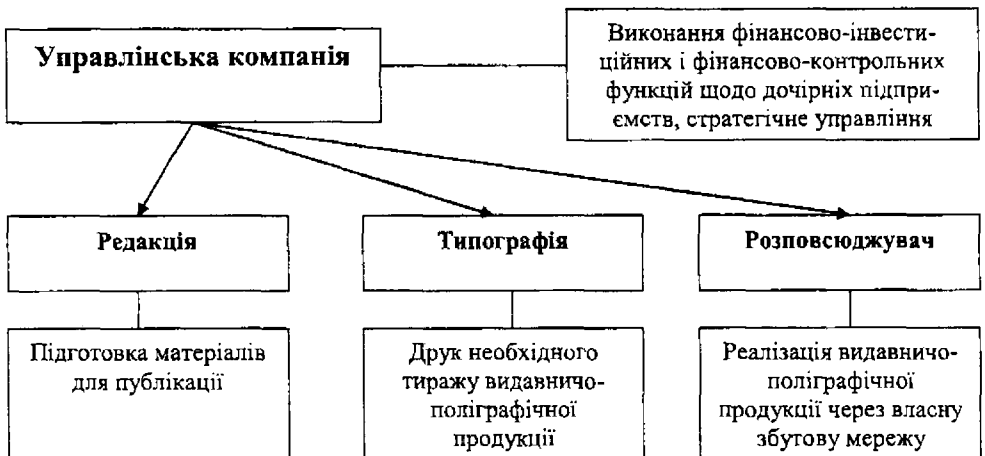 Управлінська компанія
Виконання фінансово-інвести-
ційних і фінансово-контрольних
функцій щодо дочірніх підпри-
ємств, стратегічне управління
Редакція
Типографія
Розповсюджувач
Підготовка матеріалів
для публікації
Друк необхідного
тиражу видавничо-
поліграфічної
продукції
Реалізація видавничо-
поліграфічної
продукції через власну
збутову мережу